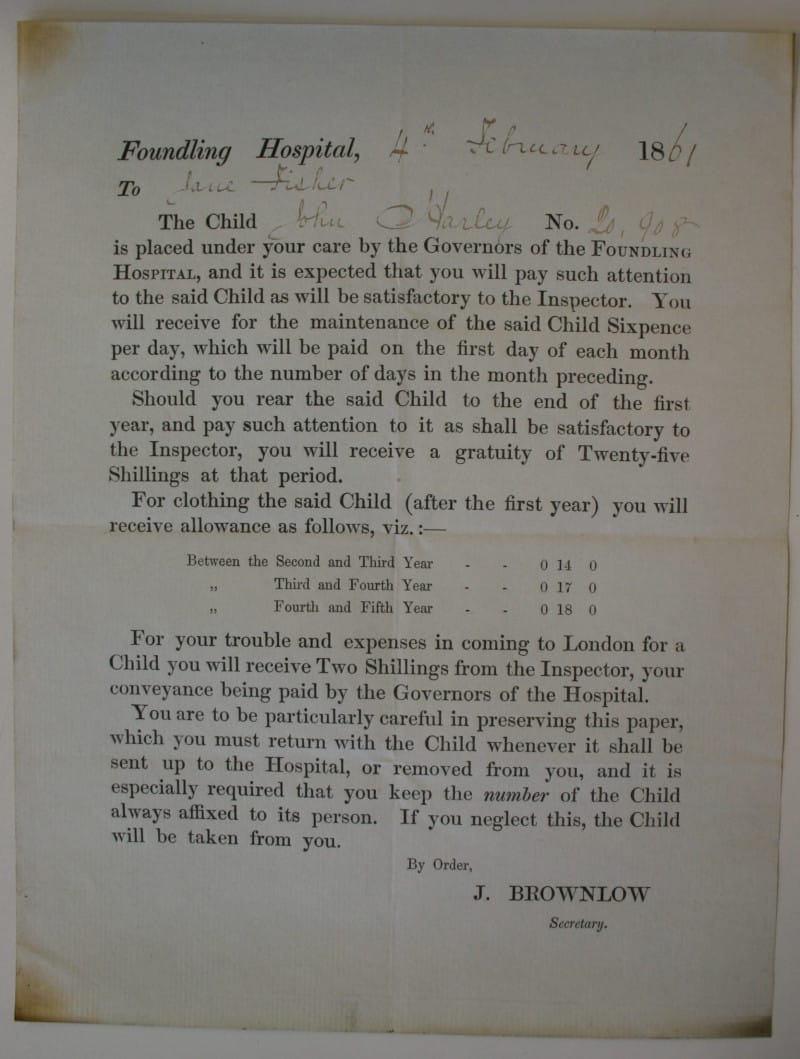 Foundling Hospital, 4th February 1861
To Jane Fisher
The Child John O'Harley No. 20,908
is placed under your care by the Governors of the FOUNDLING
HOSPITAL, and it is expected that you will pay such attention
to the said Child as will be satisfactory to the Inspector. You
will receive for the maintenance of the said Child Sixpence
per day, which will be paid on the first day of each month
according to the number of days in the month preceding.
Should you rear the said Child to the end of the first
year, and pay such attention to it as shall be satisfactory to
the Inspector, you will receive a gratuity of Twenty-five
Shillings at that period.
For clothing the said Child (after the first year) you will
receive allowance as follows, viz.:—
Between the Second and Third Year - - 0 14 0
„ Third and Fourth Year - - 0 17 0
„ Fourth and Fifth Year - - 0 18 0
For your trouble and expenses in coming to London for a
Child you will receive Two Shillings from the Inspector, your
conveyance being paid by the Governors of the Hospital.
You are to be particularly careful in preserving this paper,
which you must return with the Child whenever it shall be
sent up to the Hospital, or removed from you, and it is
especially required that you keep the number of the Child
always affixed to its person. If you neglect this, the Child
will be taken from you.
By Order,
J. BROWNLOW
Secretary.